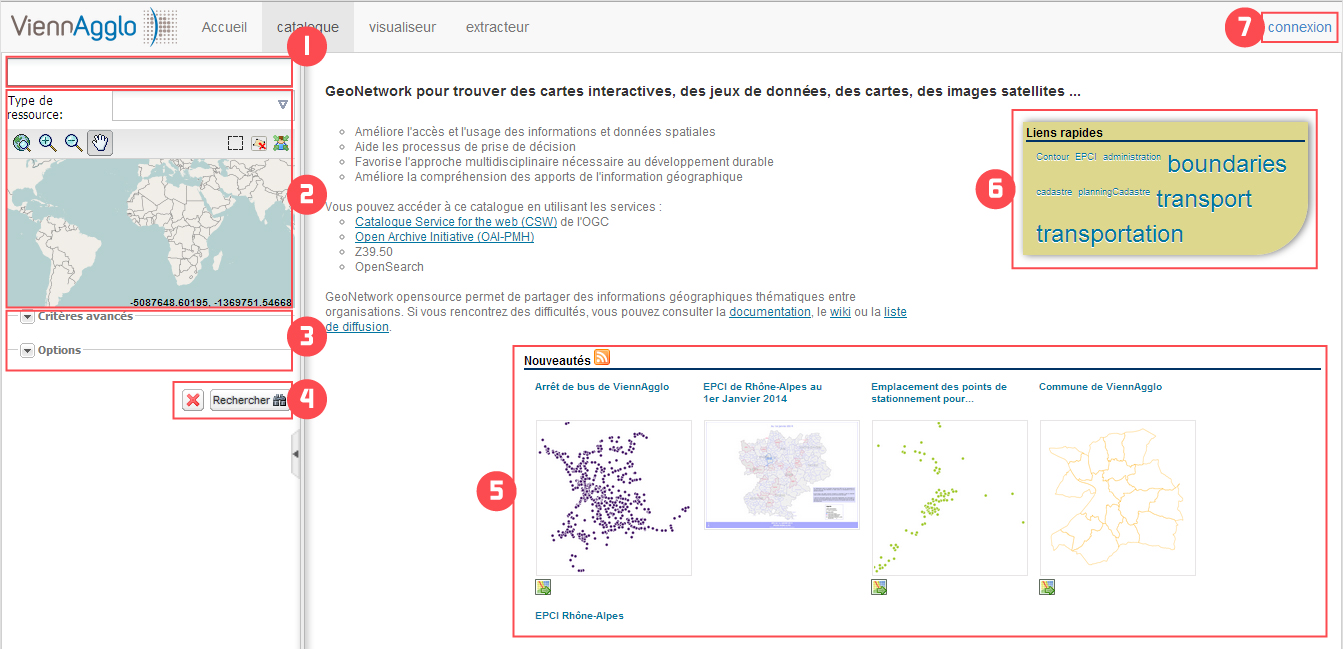 ViennAgglo
Accueil
catalogue
visualiseur
extracteur
7
connexion
1
Type de
ressource:
2
-5087648.60195, -1369751.54668
Critères avancés
3
Options
4
Rechercher
GeoNetwork pour trouver des cartes interactives, des jeux de données, des cartes, des images satellites ...
Améliore l'accès et l'usage des informations et données spatiales
Aide les processus de prise de décision
Favorise l'approche multidisciplinaire nécessaire au développement durable
Améliore la compréhension des apports de l'information géographique
Vous pouvez accéder à ce catalogue en utilisant les services :
Catalogue Service for the web (CSW) de l'OGC
Open Archive Initiative (OAI-PMH)
Z39.50
OpenSearch
GeoNetwork opensource permet de partager des informations géographiques thématiques entre
organisations. Si vous rencontrez des difficultés, vous pouvez consulter la documentation, le wiki ou la liste
de diffusion.
6
Liens rapides
Contour EPCI administration boundaries
cadastre planningCadastre transport
transportation
5
Nouveautés
Arrêt de bus de ViennAgglo
EPCI de Rhône-Alpes au
1er Janvier 2014
Emplacement des points de
stationnement pour...
Commune de ViennAgglo
EPCI Rhône-Alpes